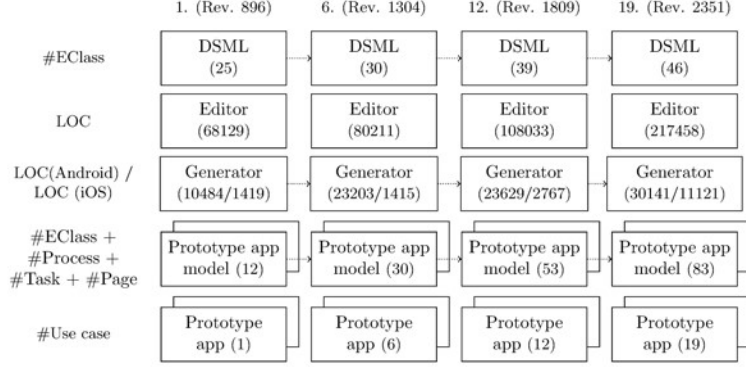 1. (Rev. 896) 6. (Rev. 1304) 12. (Rev. 1809) 19. (Rev. 2351)
#EClass DSML DSML DSML DSML
(25) (30) (39) (46)
LOC Editor Editor Editor Editor
(68129) (80211) (108033) (217458)
LOC(Android) / Generator Generator Generator Generator
LOC (iOS) (10484/1419) (23203/1415) (23629/2767) (30141/11121)
#EClass +
#Process + Prototype app Prototype app Prototype app Prototype app
#Task + #Page model (12) model (30) model (53) model (83)
#Use case Prototype Prototype Prototype Prototype
app (1) app (6) app (12) app (19)